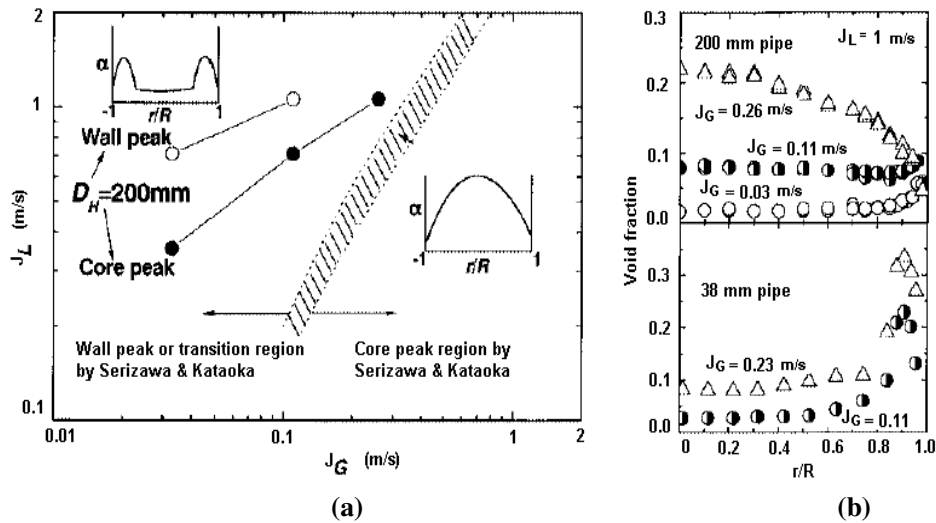 2
1
0.1
J_L (m/s)
α
-1
1
r/R
Wall peak
D_H=200mm
Core peak
α
-1
1
r/R
Wall peak or transition region
by Serizawa & Kataoka
Core peak region by
Serizawa & Kataoka
0.01
0.1
1
2
J_G (m/s)
(a)
Void fraction
0.3
0.2
0.1
0.0
200 mm pipe
J_L = 1 m/s
J_G = 0.26 m/s
J_G = 0.11 m/s
J_G = 0.03 m/s
0.3
0.2
0.1
0.0
38 mm pipe
J_G = 0.23 m/s
J_G = 0.11
0.2
0.4
0.6
0.8
1.0
r/R
(b)